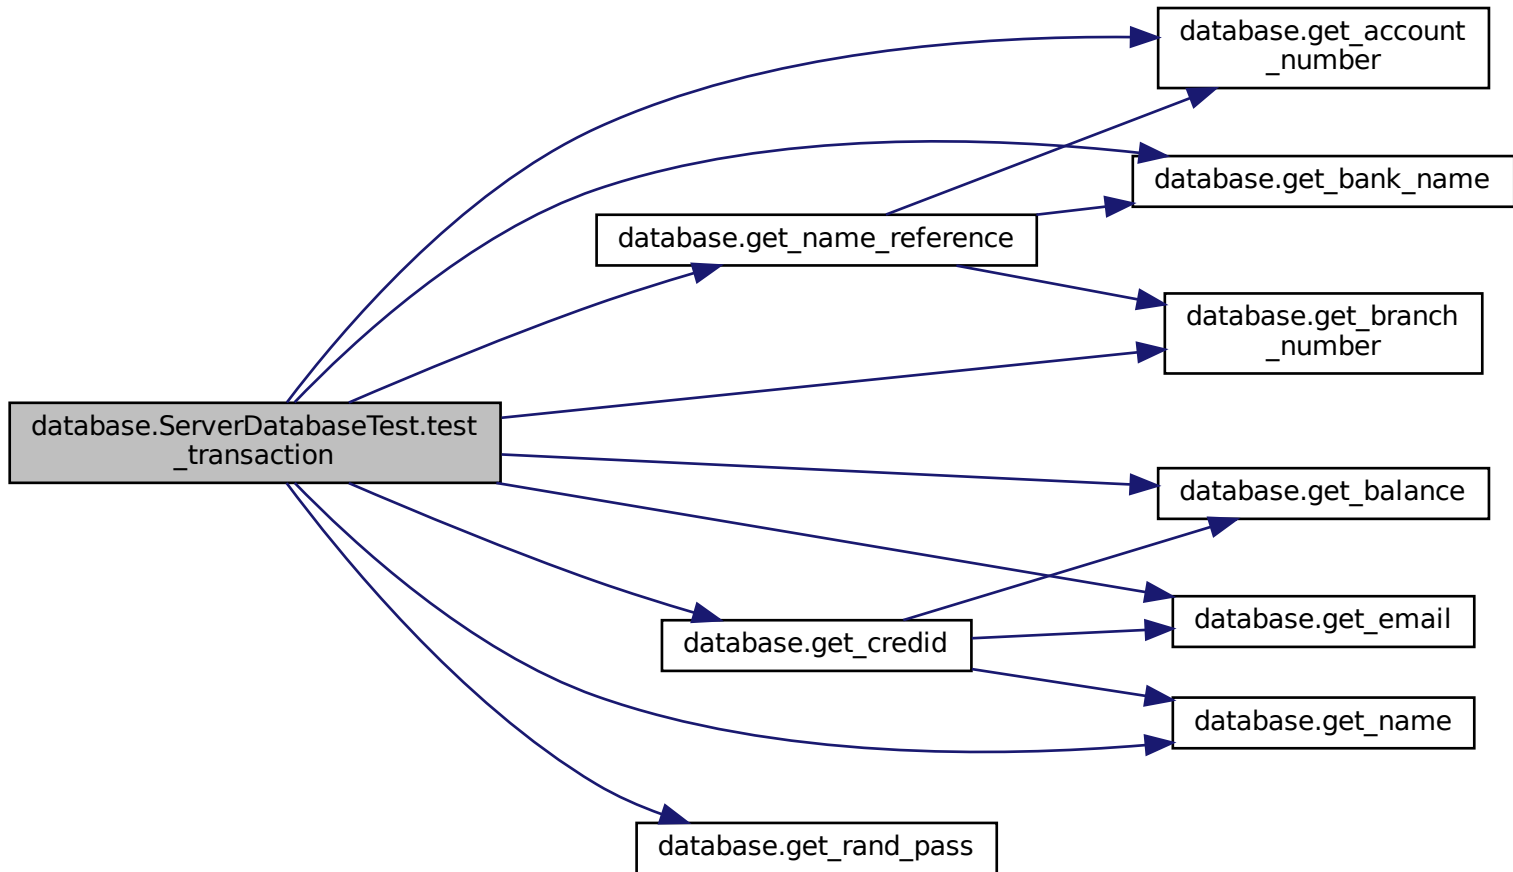 database.get_account
_number
database.get_bank_name
database.get_name_reference
database.get_branch
_number
database.ServerDatabaseTest.test
_transaction
database.get_balance
database.get_email
database.get_credid
database.get_name
database.get_rand_pass